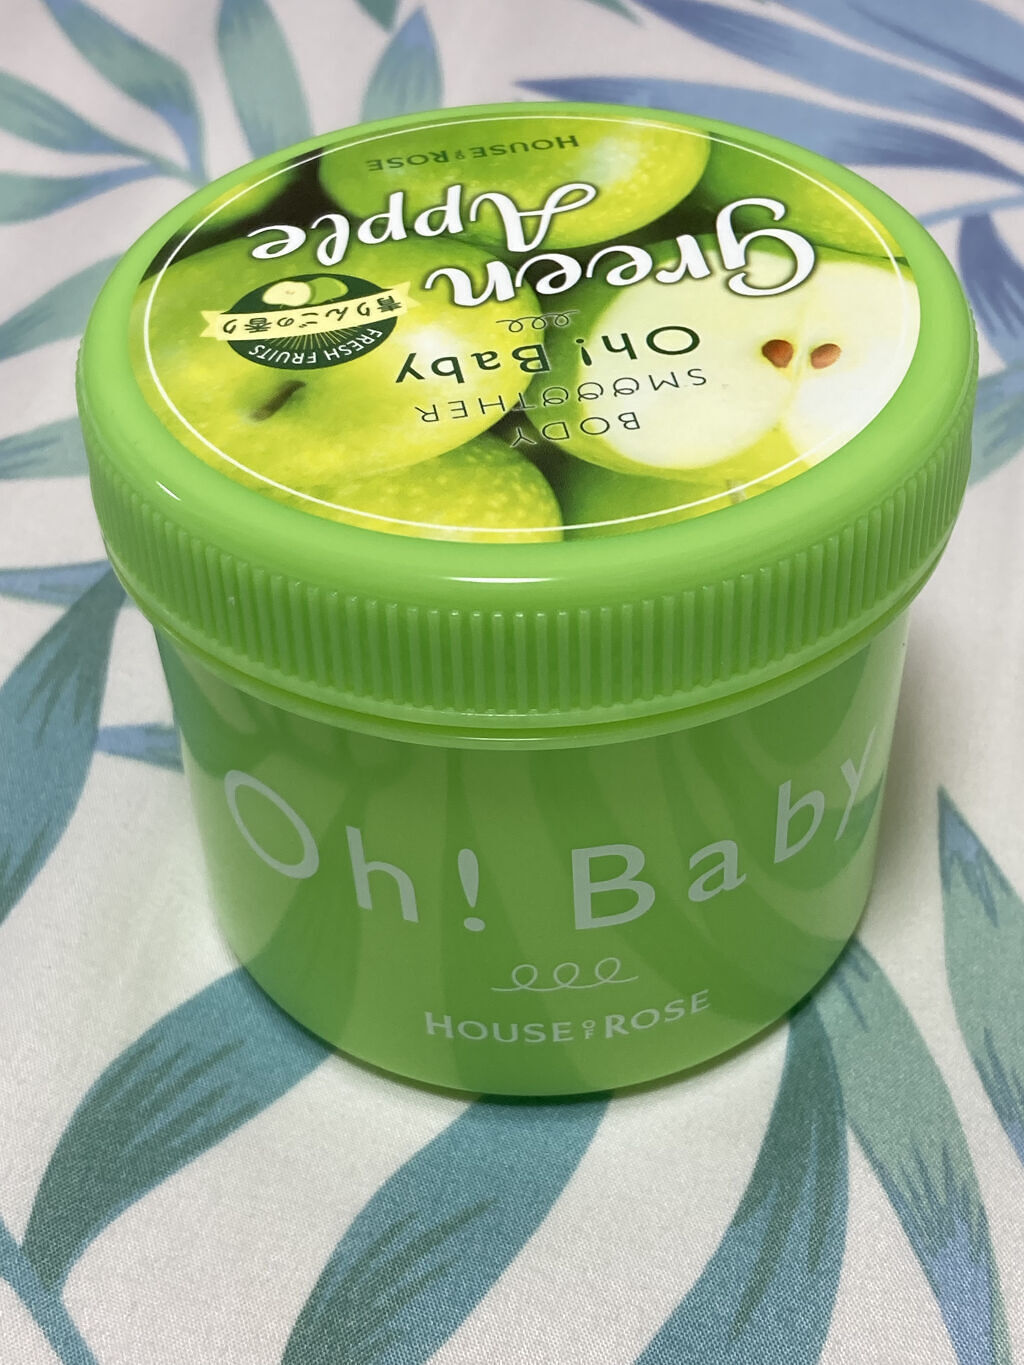 BODY
SMOOOTHER
Oh! Baby
Green
Apple
FRESH FRUITS
青りんごの香り
HOUSE OF ROSE
Oh! Baby
HOUSE OF ROSE